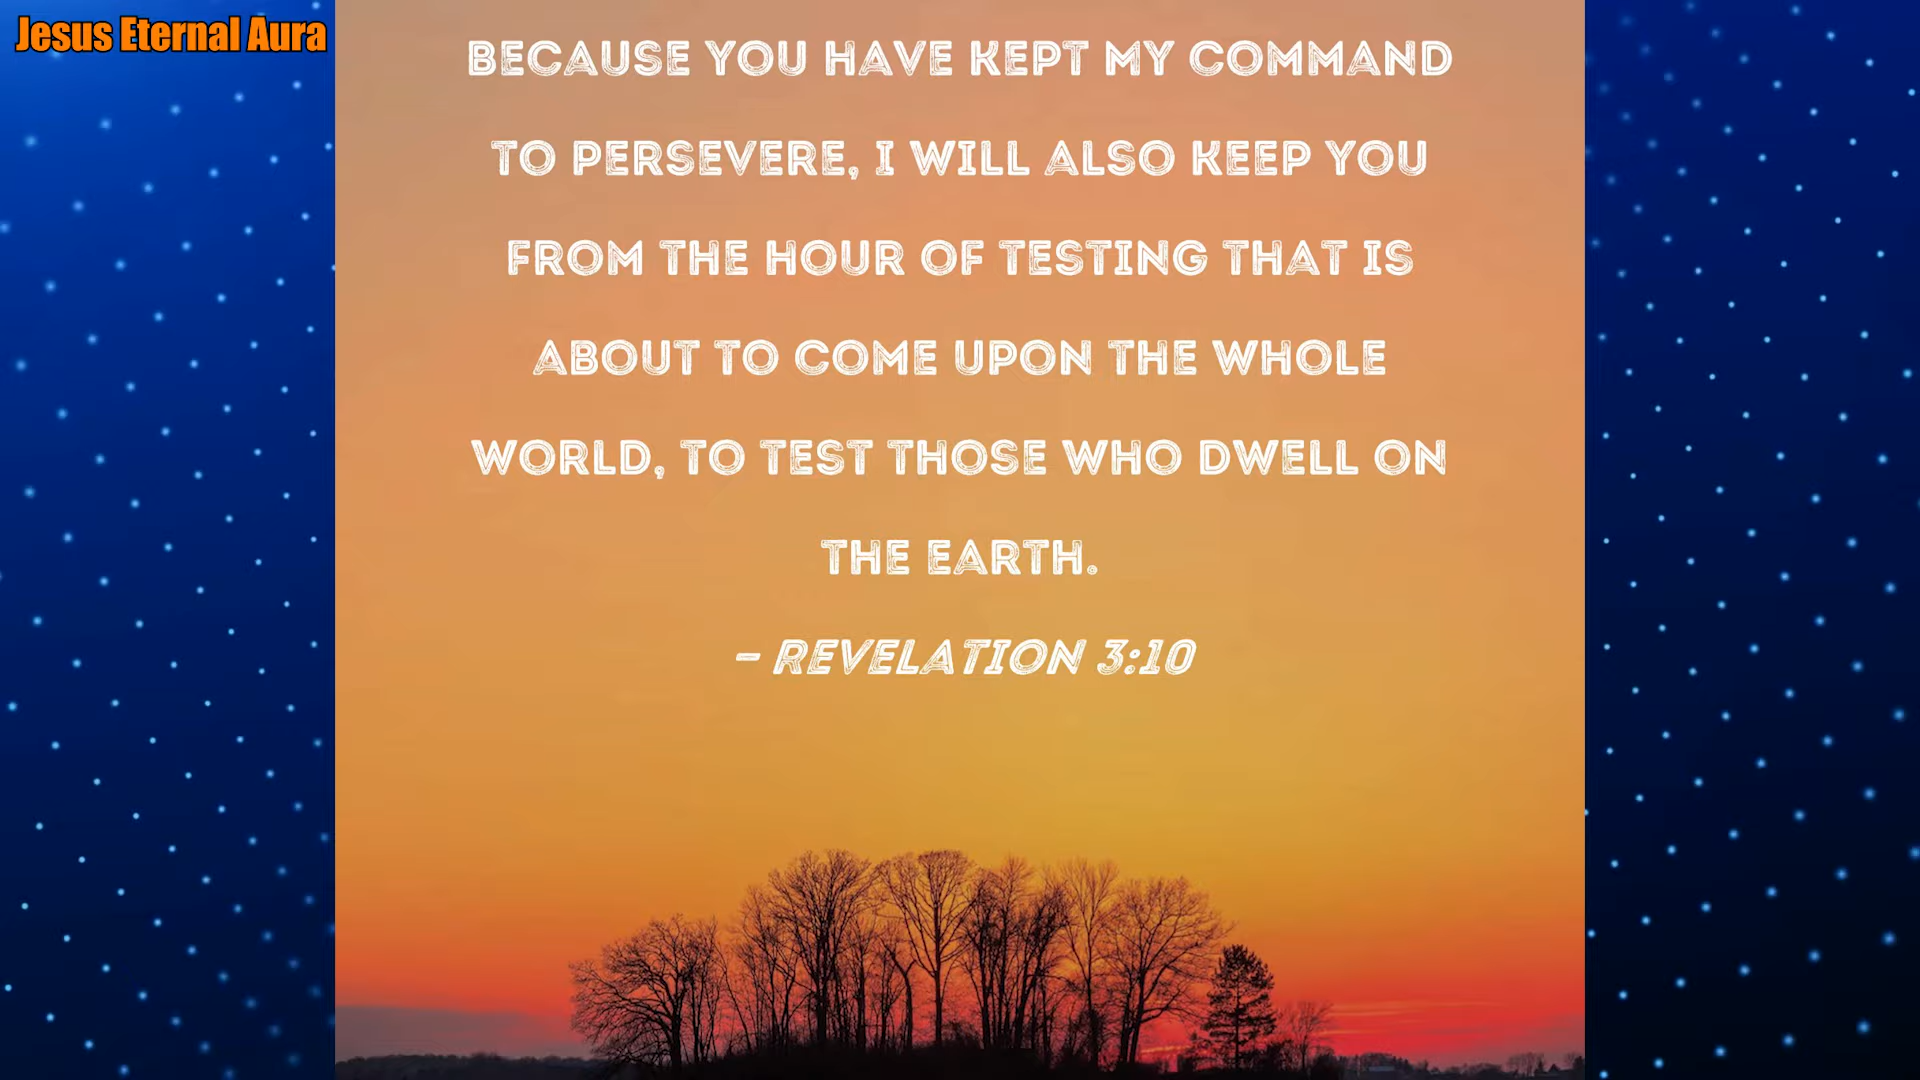 Jesus Eternal Aura
BECAUSE YOU HAVE KEPT MY COMMAND
TO PERSEVERE, I WILL ALSO KEEP YOU
FROM THE HOUR OF TESTING THAT IS
ABOUT TO COME UPON THE WHOLE
WORLD, TO TEST THOSE WHO DWELL ON
THE EARTH.
– REVELATION 3:10